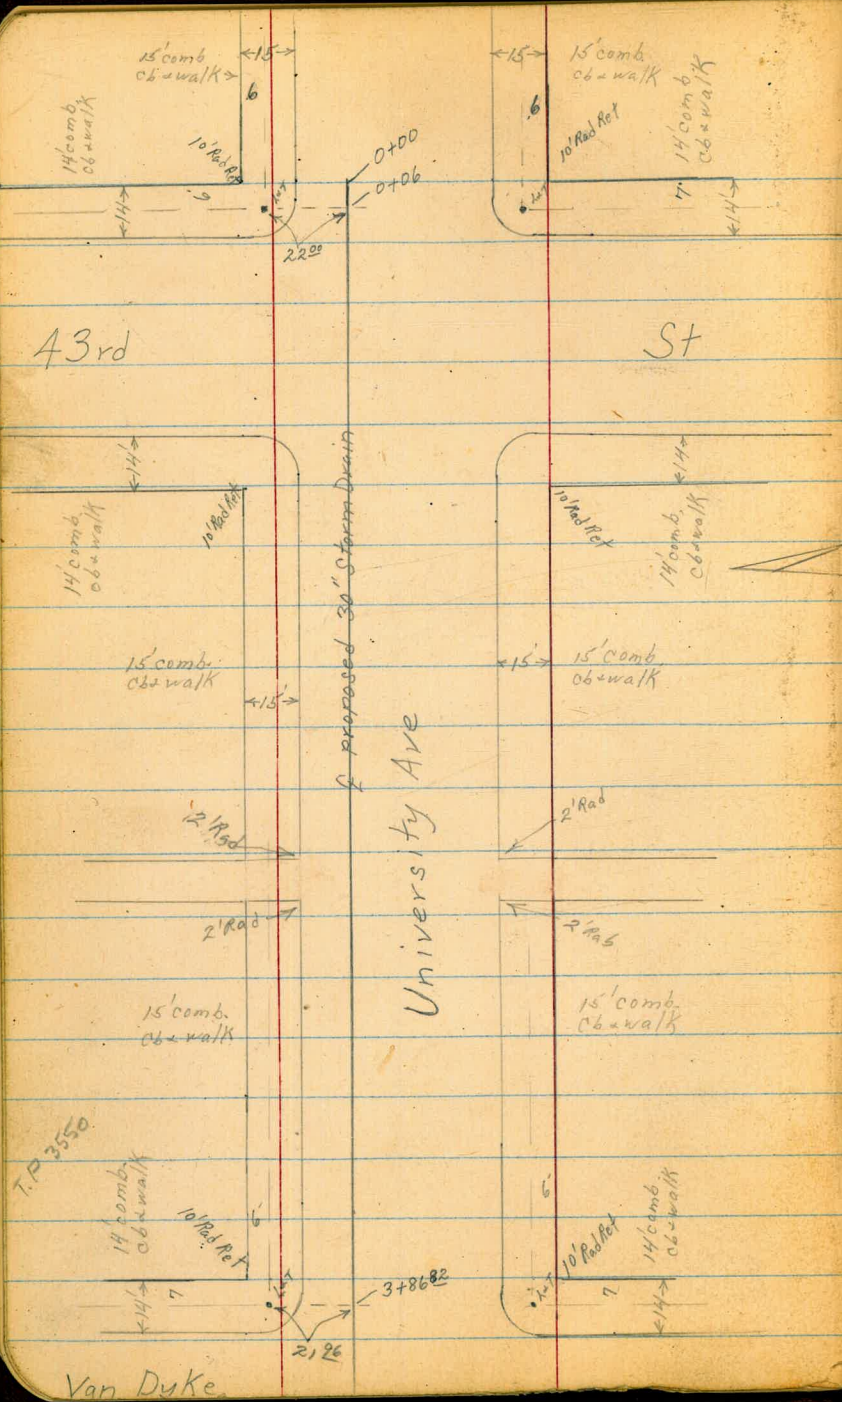 15' comb.
cb & walk
15
6
14' comb.
cb & walk
10' Rad Ret
14'
9
22 00
0+00
0+06
15
15' comb.
cb & walk
6
10' Rad Ret
14' comb.
cb & walk
7
14'
43rd
St
14'
14' comb.
cb & walk
10' Rad Ret
14'
10' Rad Ret
14' comb.
cb & walk
℄ proposed 30" Storm Drain
University Ave
15' comb.
cb & walk
15'
15'
15' comb.
cb & walk
2' Rad
2' Rad
2' Rad
2' Rad
15' comb.
cb & walk
15' comb.
cb & walk
T.P. 3550
14' comb.
cb & walk
10' Rad Ret
6
14'
7
3+86 82
21 96
6
10' Rad Ret
14' comb.
cb & walk
7
14'
Van Dyke